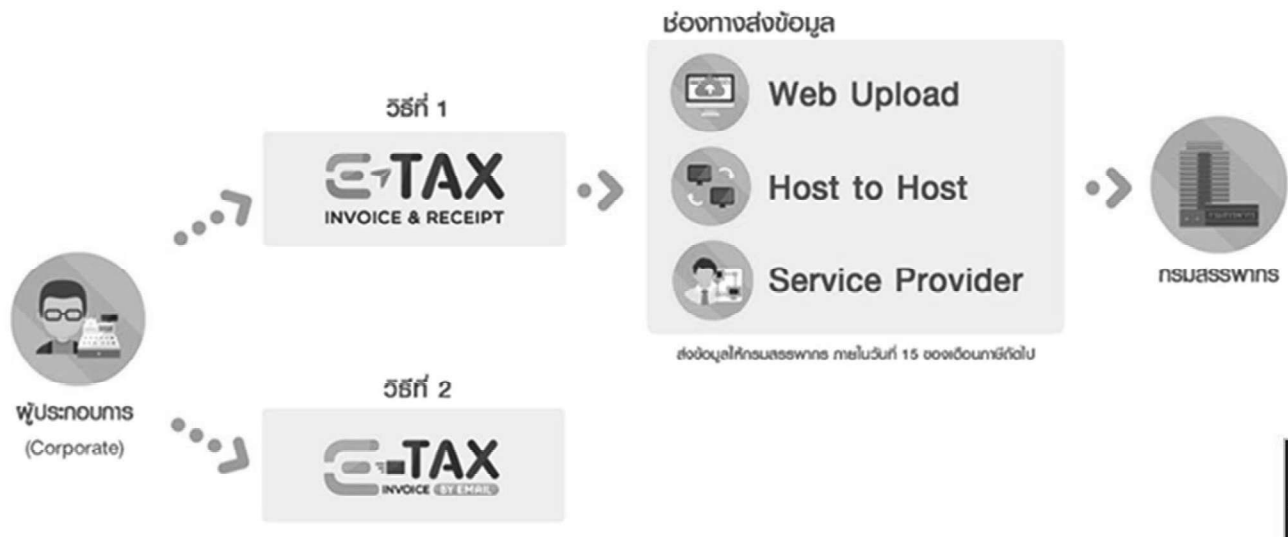 ช่องทางส่งข้อมูล
วิธีที่ 1
E-TAX
INVOICE & RECEIPT
Web Upload
Host to Host
Service Provider
ส่งข้อมูลให้กรมสรรพากร ภายในวันที่ 15 ของเดือนภาษีถัดไป
กรมสรรพากร
ผู้ประกอบการ
(Corporate)
วิธีที่ 2
E-TAX
INVOICE BY EMAIL